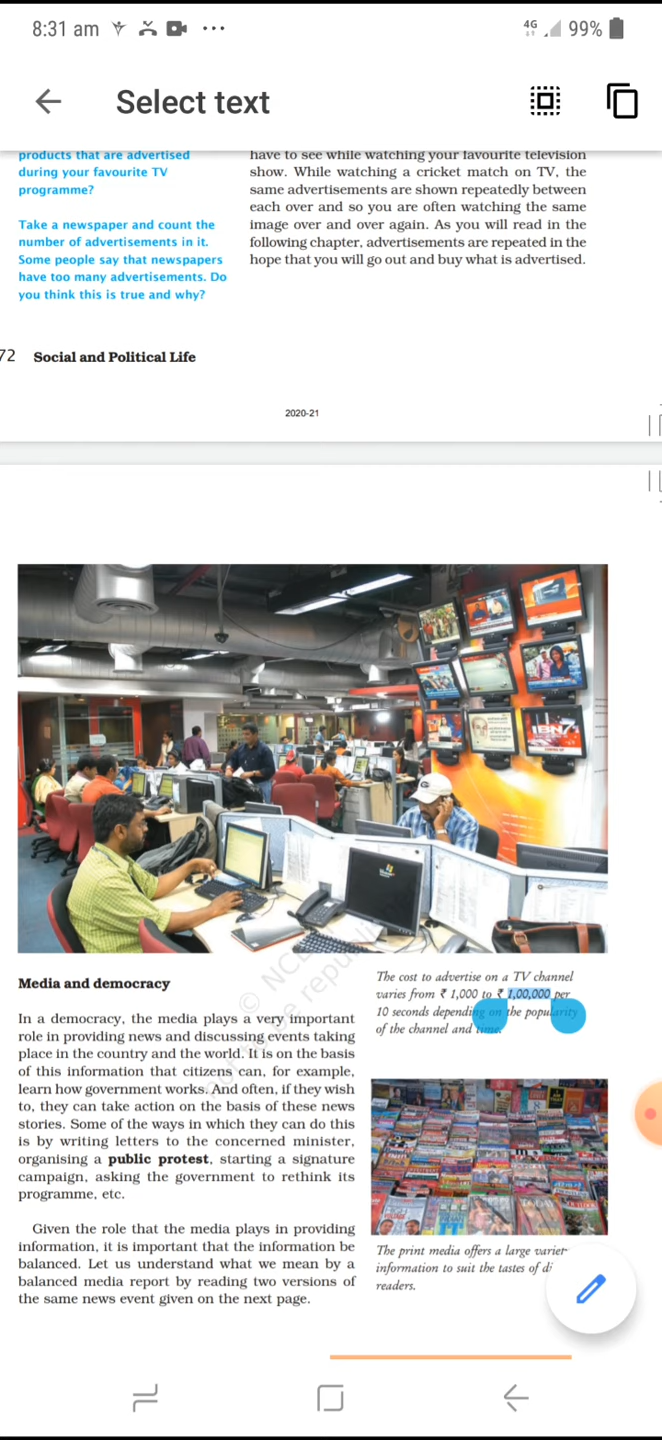 8:31 am
4G 99%
Select text
products that are advertised
during your favourite TV
programme?
Take a newspaper and count the
number of advertisements in it.
Some people say that newspapers
have too many advertisements. Do
you think this is true and why?
have to see while watching your favourite television
show. While watching a cricket match on TV, the
same advertisements are shown repeatedly between
each over and so you are often watching the same
image over and over again. As you will read in the
following chapter, advertisements are repeated in the
hope that you will go out and buy what is advertised.
72 Social and Political Life
2020-21
IBN7
Media and democracy
In a democracy, the media plays a very important
role in providing news and discussing events taking
place in the country and the world. It is on the basis
of this information that citizens can, for example,
learn how government works. And often, if they wish
to, they can take action on the basis of these news
stories. Some of the ways in which they can do this
is by writing letters to the concerned minister,
organising a public protest, starting a signature
campaign, asking the government to rethink its
programme, etc.
Given the role that the media plays in providing
information, it is important that the information be
balanced. Let us understand what we mean by a
balanced media report by reading two versions of
the same news event given on the next page.
The cost to advertise on a TV channel
varies from ₹ 1,000 to ₹ 1,00,000 per
10 seconds depending on the popularity
of the channel and time.
The print media offers a large variet
information to suit the tastes of di
readers.